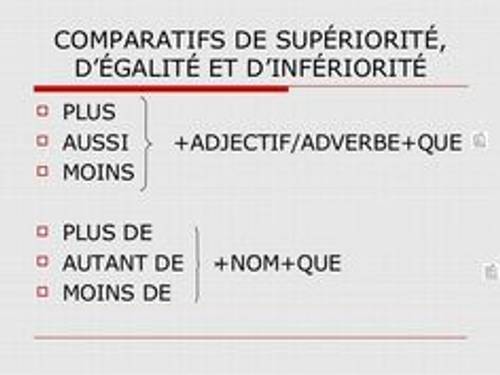 COMPARATIFS DE SUPÉRIORITÉ,
D'ÉGALITÉ ET D'INFÉRIORITÉ
PLUS
AUSSI +ADJECTIF/ADVERBE+QUE
MOINS
PLUS DE
AUTANT DE +NOM+QUE
MOINS DE